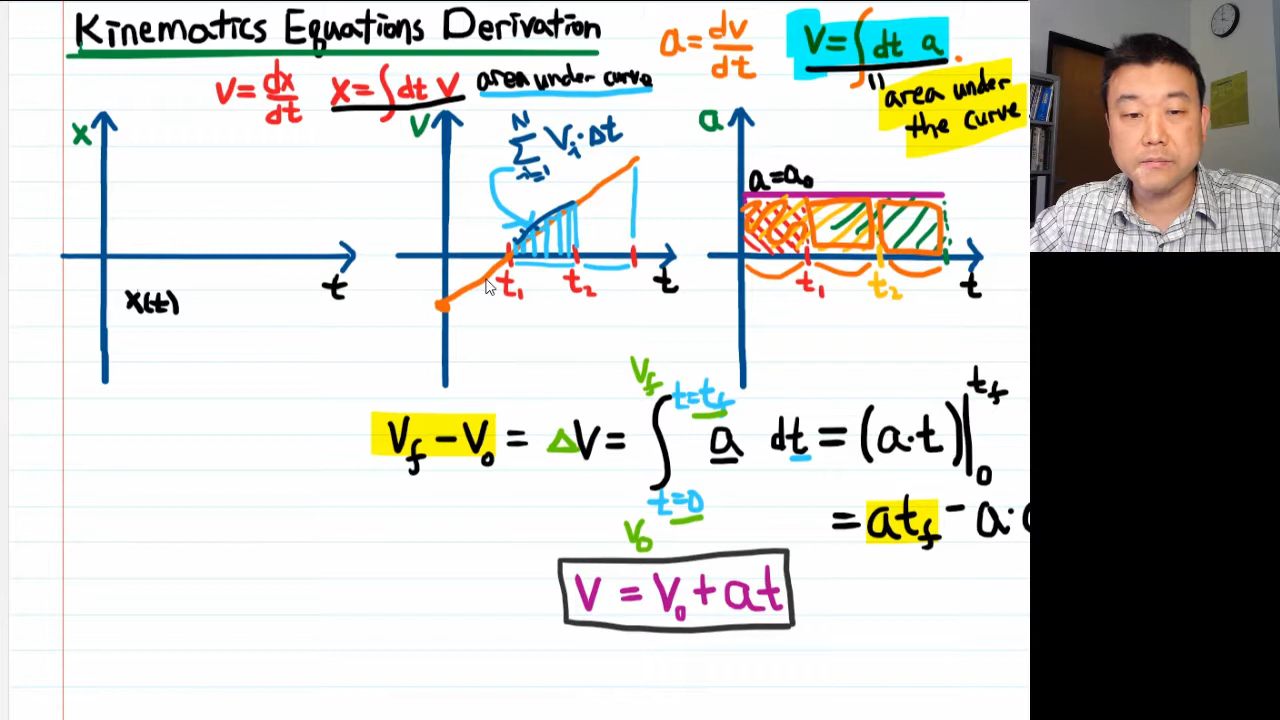 Kinematics Equations Derivation
a = dv/dt
V = ∫ dt a .
V = dx/dt
x = ∫ dt V
area under curve
area under
the curve
x
V
a
N
Σ Vi · Δt
i=1
a = a₀
t
t₁
t₂
t
t₁
t₂
t
x(t)
Vf
t=tf
tf
Vf − V₀ = ΔV = ∫ a dt = (a·t)|
0
t=0
V₀
= atf − a·
V = V₀ + at